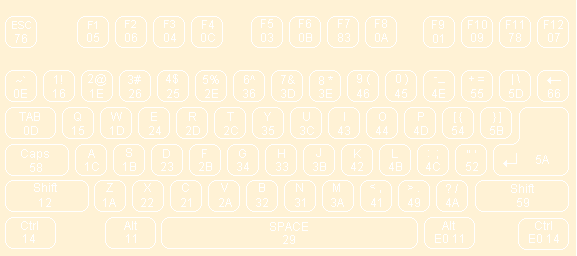 ESC F1 F2 F3 F4 F5 F6 F7 F8 F9 F10 F11 F12
76 05 06 04 0C 03 0B 83 0A 01 09 78 07
~ 1! 2@ 3# 4$ 5% 6^ 7& 8* 9( 0) -_ =+ \| ←
0E 16 1E 26 25 2E 36 3D 3E 46 45 4E 55 5D 66
TAB Q W E R T Y U I O P [{ ]}
0D 15 1D 24 2D 2C 35 3C 43 44 4D 54 5B
Caps A S D F G H J K L ↵ 5A
58 1C 1B 23 2B 34 33 3B 42 4B 4C 52
Shift Z X C V B N M , . / ? Shift
12 1A 22 21 2A 32 31 3A 41 49 4A 59
Ctrl Alt SPACE Alt Ctrl
14 11 29 E0 11 E0 14